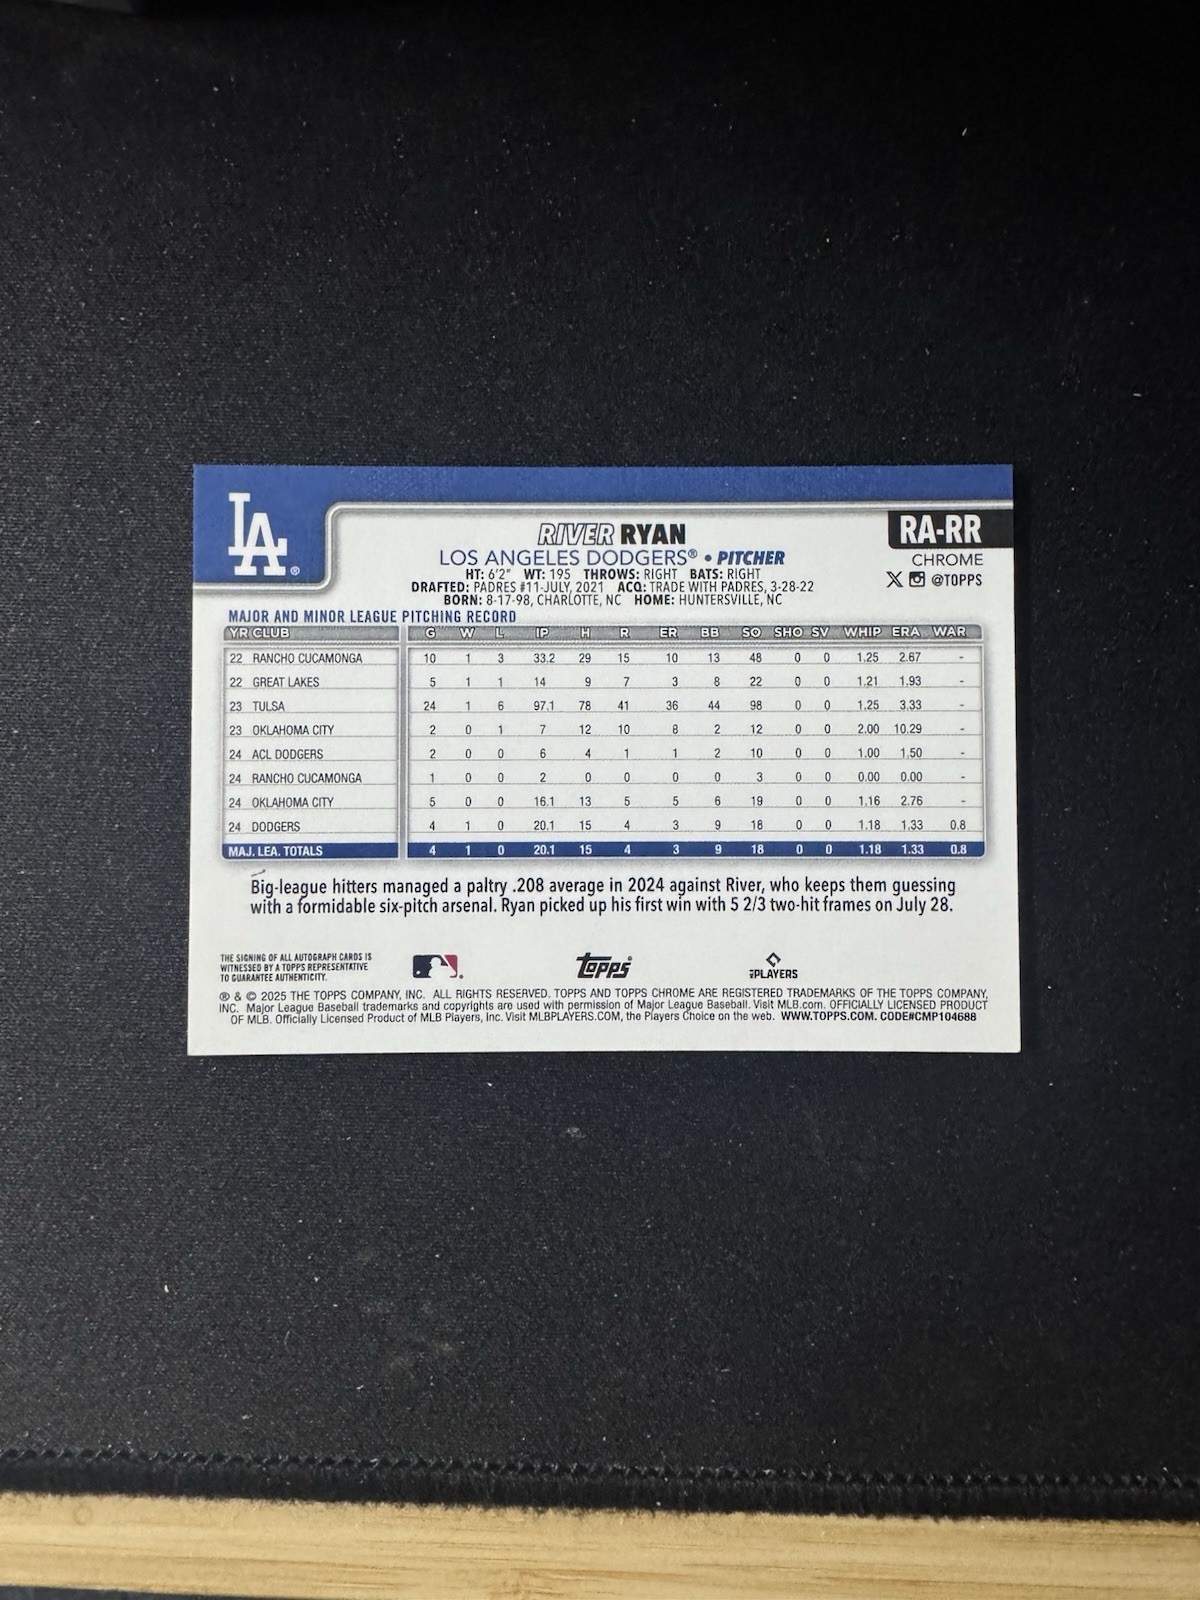 LA®
RIVER RYAN
RA-RR
LOS ANGELES DODGERS® • PITCHER
CHROME
HT: 6'2" WT: 195 THROWS: RIGHT BATS: RIGHT
@TOPPS
DRAFTED: PADRES #11-JULY, 2021 ACQ: TRADE WITH PADRES, 3-28-22
BORN: 8-17-98, CHARLOTTE, NC HOME: HUNTERSVILLE, NC
MAJOR AND MINOR LEAGUE PITCHING RECORD
YR CLUB G W L IP H R ER BB SO SHO SV WHIP ERA WAR
22 RANCHO CUCAMONGA 10 1 3 33.2 29 15 10 13 48 0 0 1.25 2.67 -
22 GREAT LAKES 5 1 1 14 9 7 3 8 22 0 0 1.21 1.93 -
23 TULSA 24 1 6 97.1 78 41 36 44 98 0 0 1.25 3.33 -
23 OKLAHOMA CITY 2 0 1 7 12 10 8 2 12 0 0 2.00 10.29 -
24 ACL DODGERS 2 0 0 6 4 1 1 2 10 0 0 1.00 1.50 -
24 RANCHO CUCAMONGA 1 0 0 2 0 0 0 0 3 0 0 0.00 0.00 -
24 OKLAHOMA CITY 5 0 0 16.1 13 5 5 6 19 0 0 1.16 2.76 -
24 DODGERS 4 1 0 20.1 15 4 3 9 18 0 0 1.18 1.33 0.8
MAJ. LEA. TOTALS 4 1 0 20.1 15 4 3 9 18 0 0 1.18 1.33 0.8
Big-league hitters managed a paltry .208 average in 2024 against River, who keeps them guessing
with a formidable six-pitch arsenal. Ryan picked up his first win with 5 2/3 two-hit frames on July 28.
THE SIGNING OF ALL AUTOGRAPH CARDS IS
WITNESSED BY A TOPPS REPRESENTATIVE
TO GUARANTEE AUTHENTICITY.
Topps®
PLAYERS
® & © 2025 THE TOPPS COMPANY, INC. ALL RIGHTS RESERVED. TOPPS AND TOPPS CHROME ARE REGISTERED TRADEMARKS OF THE TOPPS COMPANY,
INC. Major League Baseball trademarks and copyrights are used with permission of Major League Baseball. Visit MLB.com. OFFICIALLY LICENSED PRODUCT
OF MLB. Officially Licensed Product of MLB Players, Inc. Visit MLBPLAYERS.COM, the Players Choice on the web. WWW.TOPPS.COM. CODE#CMP104688